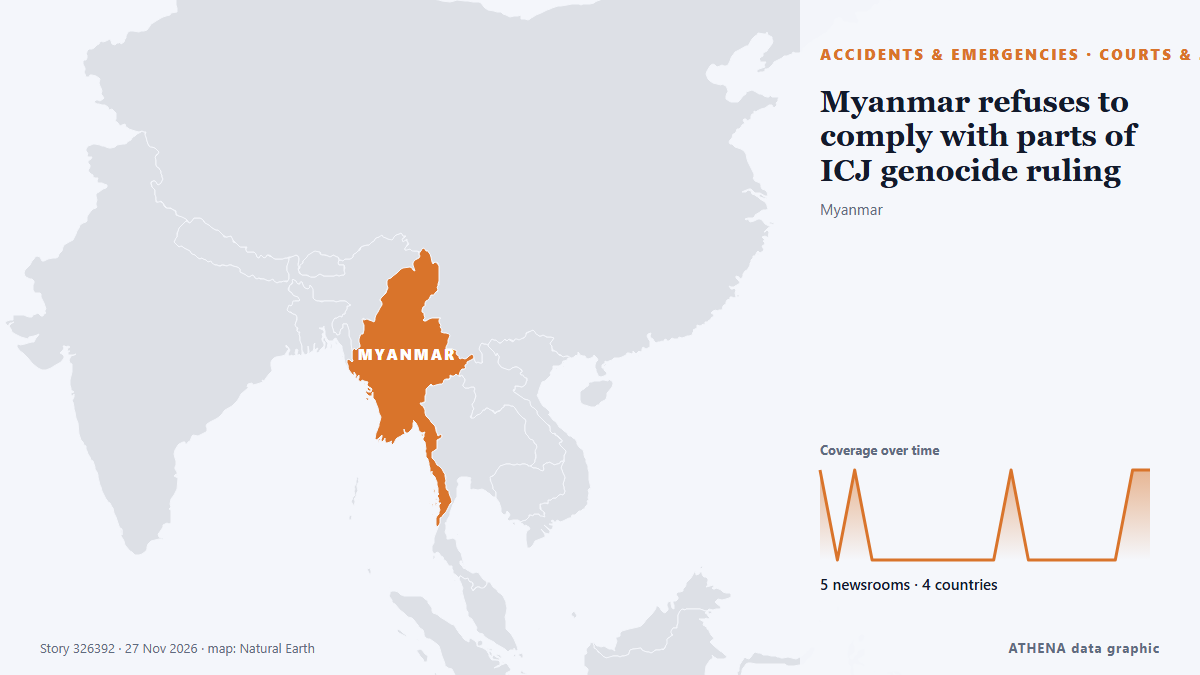 ACCIDENTS & EMERGENCIES · COURTS &
Myanmar refuses to
comply with parts of
ICJ genocide ruling
Myanmar
MYANMAR
Coverage over time
5 newsrooms · 4 countries
Story 326392 · 27 Nov 2026 · map: Natural Earth
ATHENA data graphic